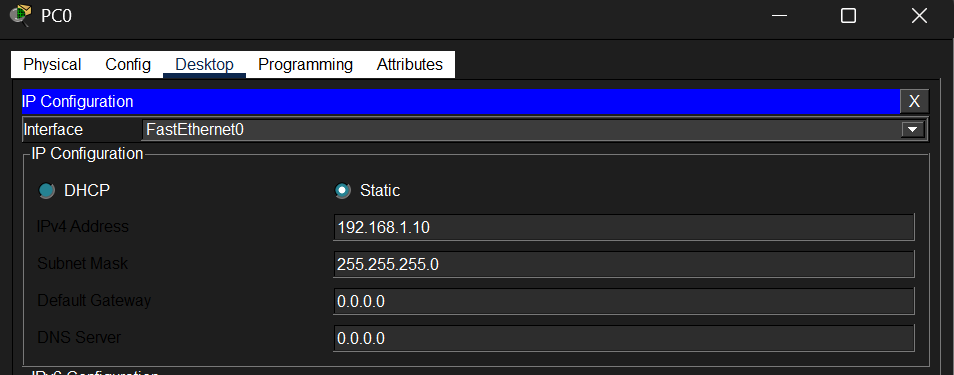 PC0
Physical Config Desktop Programming Attributes
IP Configuration X
Interface FastEthernet0
IP Configuration
DHCP Static
IPv4 Address 192.168.1.10
Subnet Mask 255.255.255.0
Default Gateway 0.0.0.0
DNS Server 0.0.0.0
IPv6 Configuration